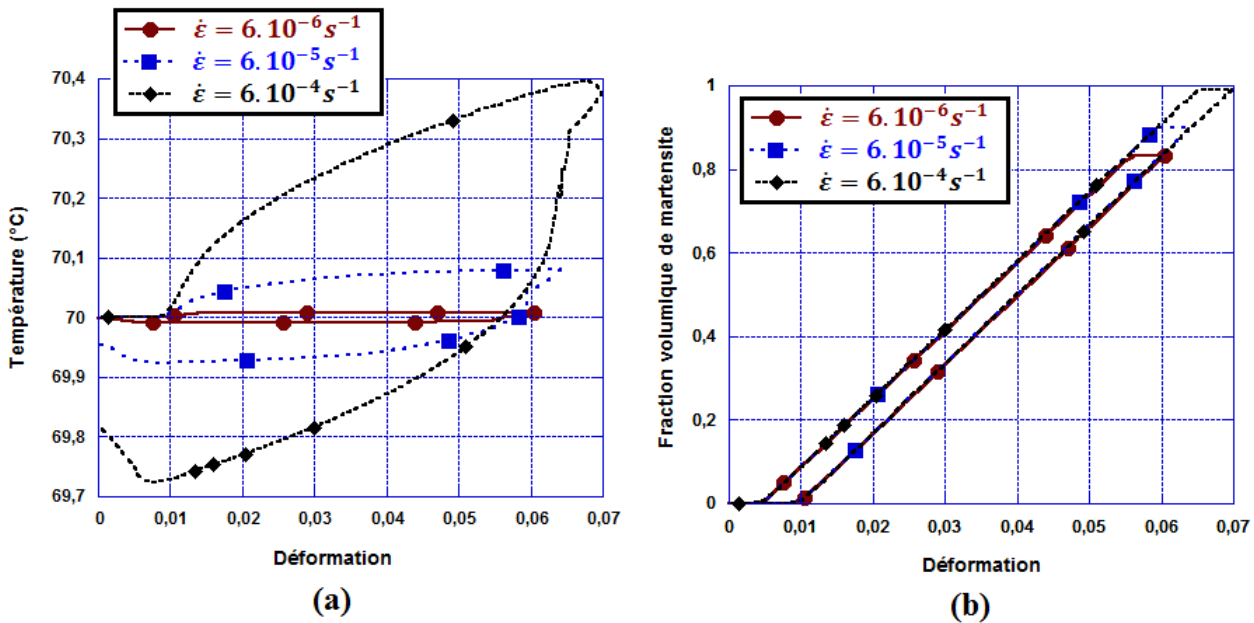 ε̇ = 6.10⁻⁶s⁻¹
ε̇ = 6.10⁻⁵s⁻¹
ε̇ = 6.10⁻⁴s⁻¹
70,4
70,3
70,2
70,1
70
69,9
69,8
69,7
Température (°C)
0 0,01 0,02 0,03 0,04 0,05 0,06 0,07
Déformation
(a)
ε̇ = 6.10⁻⁶s⁻¹
ε̇ = 6.10⁻⁵s⁻¹
ε̇ = 6.10⁻⁴s⁻¹
1
0,8
0,6
0,4
0,2
0
Fraction volumique de martensite
0 0,01 0,02 0,03 0,04 0,05 0,06 0,07
Déformation
(b)